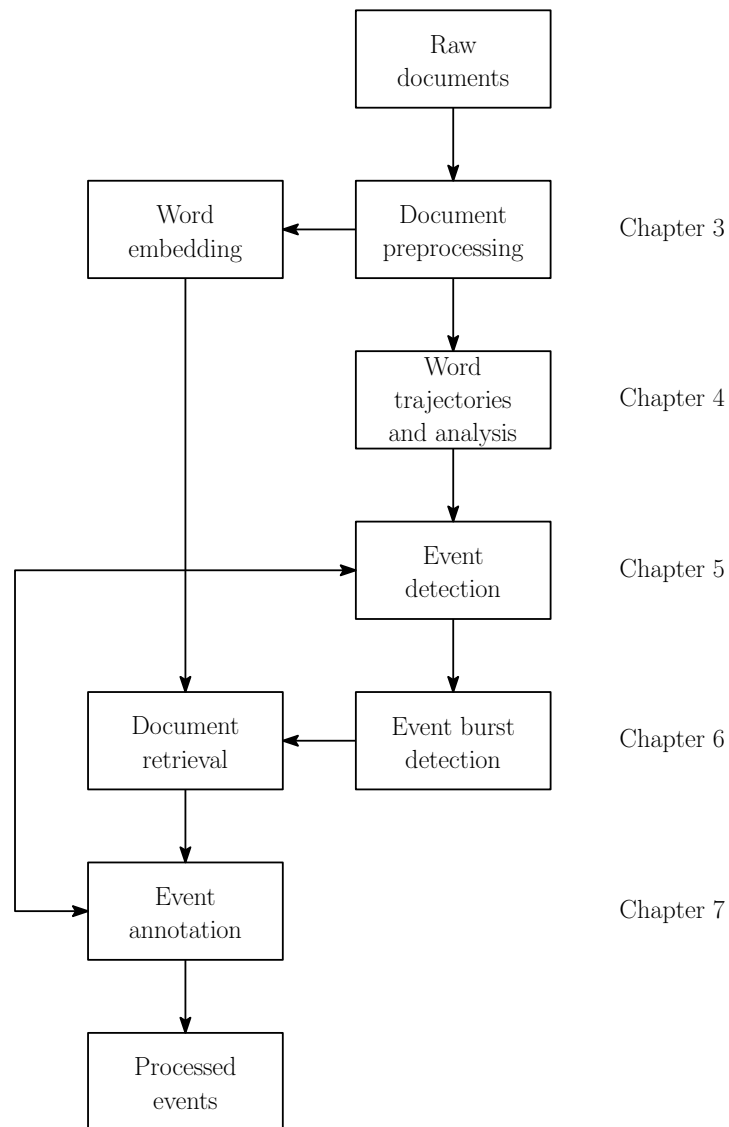 Raw
documents
Word
embedding
Document
preprocessing
Chapter 3
Word
trajectories
and analysis
Chapter 4
Event
detection
Chapter 5
Document
retrieval
Event burst
detection
Chapter 6
Event
annotation
Chapter 7
Processed
events